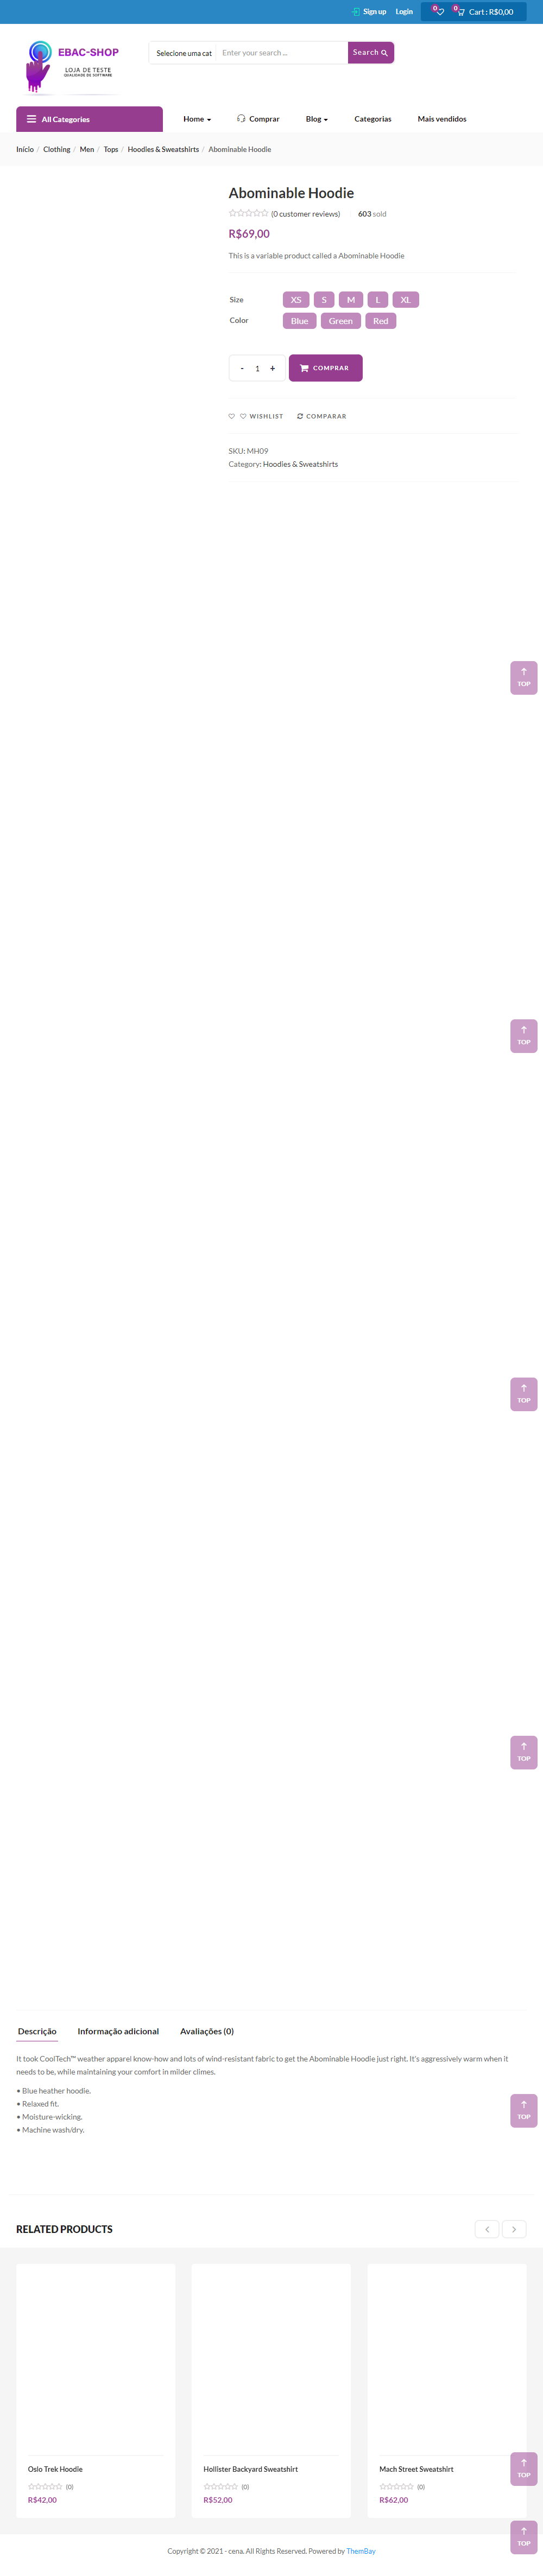 Sign up Login 0 0 Cart : R$0,00
EBAC-SHOP
LOJA DE TESTE
QUALIDADE DE SOFTWARE
Selecione uma cat Enter your search ... Search
All Categories Home Comprar Blog Categorias Mais vendidos
Início / Clothing / Men / Tops / Hoodies & Sweatshirts / Abominable Hoodie
Abominable Hoodie
(0 customer reviews) 603 sold
R$69,00
This is a variable product called a Abominable Hoodie
Size XS S M L XL
Color Blue Green Red
- 1 + COMPRAR
WISHLIST COMPARAR
SKU: MH09
Category: Hoodies & Sweatshirts
TOP
TOP
TOP
TOP
Descrição Informação adicional Avaliações (0)
It took CoolTech™ weather apparel know-how and lots of wind-resistant fabric to get the Abominable Hoodie just right. It's aggressively warm when it
needs to be, while maintaining your comfort in milder climes.
• Blue heather hoodie.
• Relaxed fit.
• Moisture-wicking.
• Machine wash/dry.
TOP
RELATED PRODUCTS
Oslo Trek Hoodie
(0)
R$42,00
Hollister Backyard Sweatshirt
(0)
R$52,00
Mach Street Sweatshirt
(0)
R$62,00
TOP
TOP
Copyright © 2021 - cena. All Rights Reserved. Powered by ThemBay